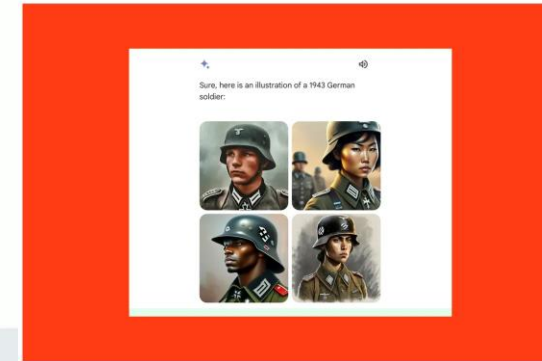 Sure, here is an illustration of a 1943 German
soldier: